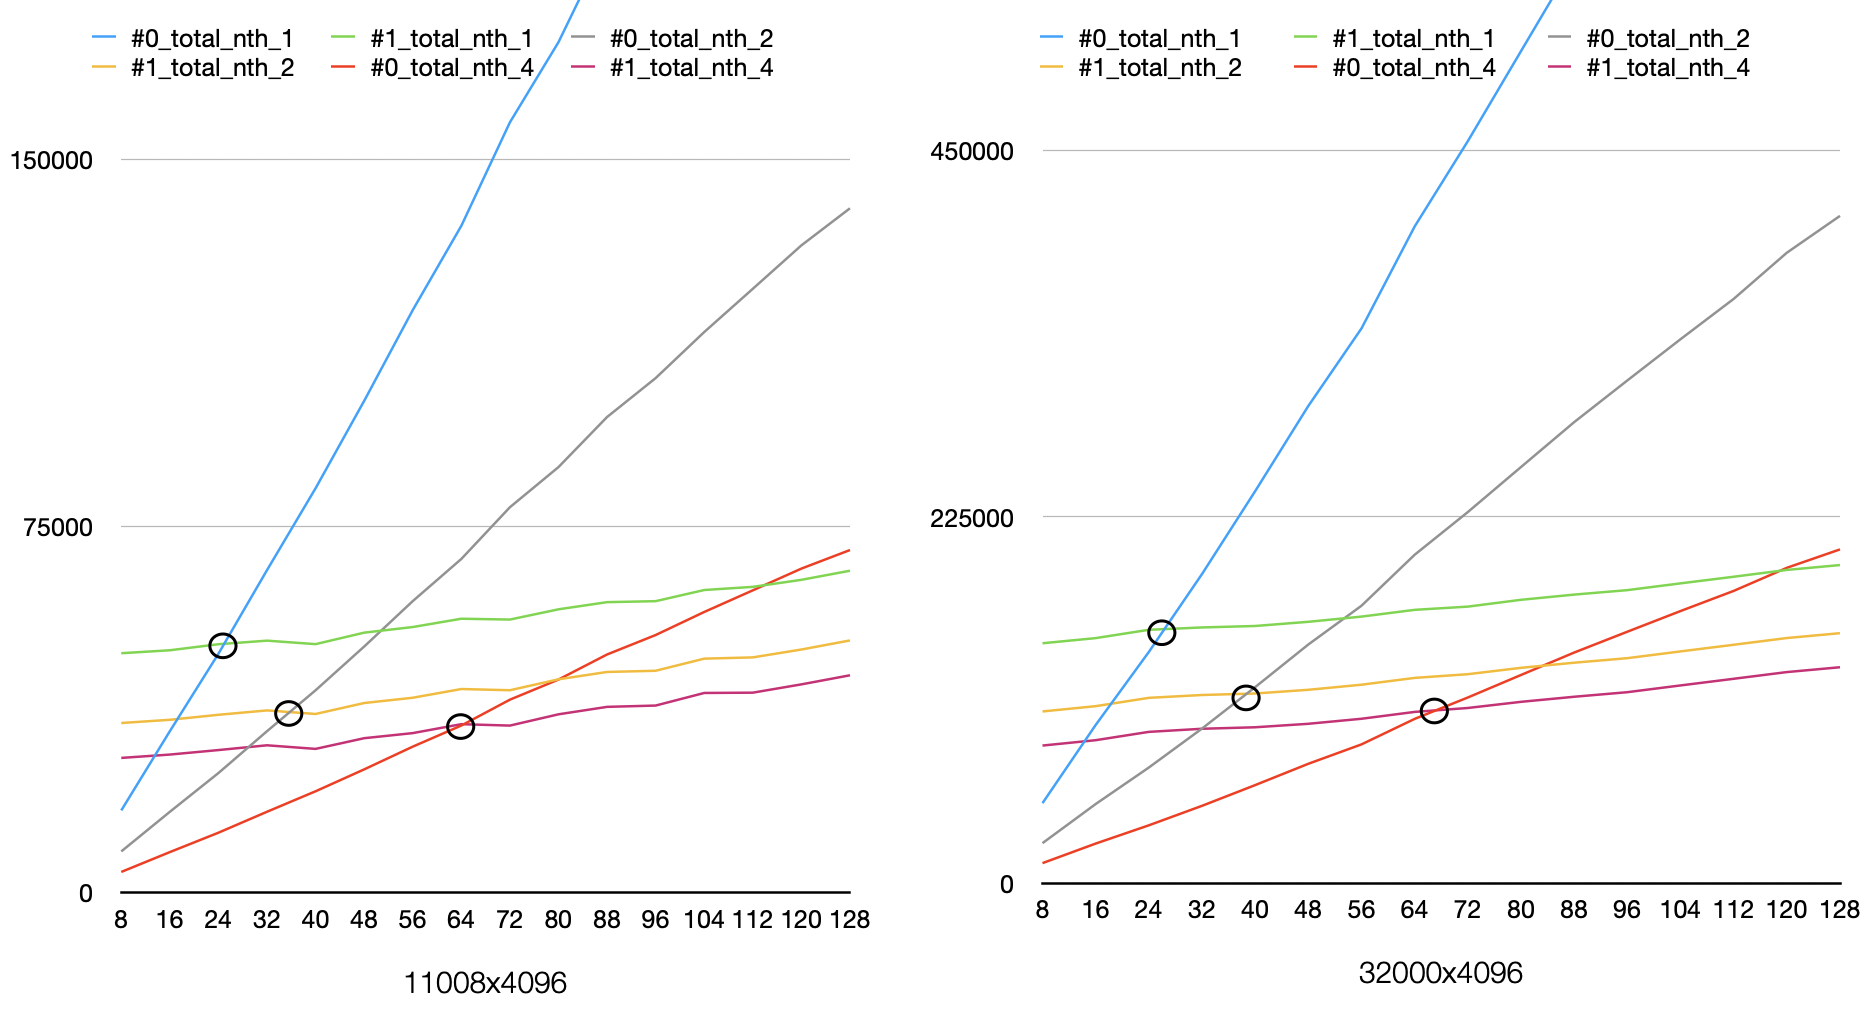 #0_total_nth_1 #1_total_nth_1 #0_total_nth_2
#1_total_nth_2 #0_total_nth_4 #1_total_nth_4
150000
75000
0
8 16 24 32 40 48 56 64 72 80 88 96 104 112 120 128
11008x4096
#0_total_nth_1 #1_total_nth_1 #0_total_nth_2
#1_total_nth_2 #0_total_nth_4 #1_total_nth_4
450000
225000
0
8 16 24 32 40 48 56 64 72 80 88 96 104 112 120 128
32000x4096